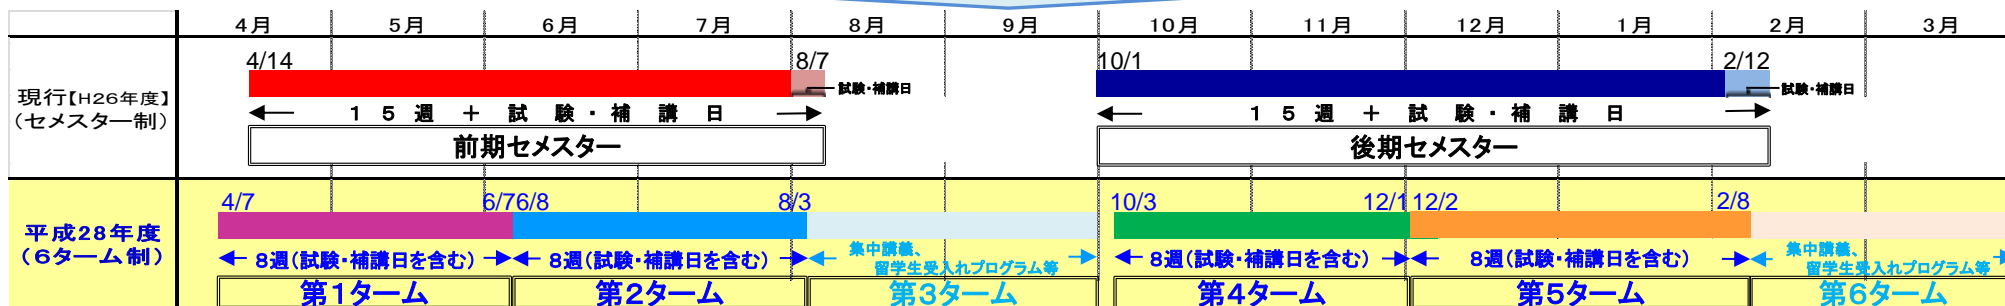 4月 5月 6月 7月 8月 9月 10月 11月 12月 1月 2月 3月
現行【H26年度】
(セメスター制)
4/14 8/7 10/1 2/12
試験・補講日 試験・補講日
15週+試験・補講日 15週+試験・補講日
前期セメスター 後期セメスター
平成28年度
(6ターム制)
4/7 6/7 6/8 8/3 10/3 12/1 12/2 2/8
8週(試験・補講日を含む) 8週(試験・補講日を含む) 集中講義、
留学生受入れプログラム等
8週(試験・補講日を含む) 8週(試験・補講日を含む) 集中講義、
留学生受入れプログラム等
第1ターム 第2ターム 第3ターム 第4ターム 第5ターム 第6ターム